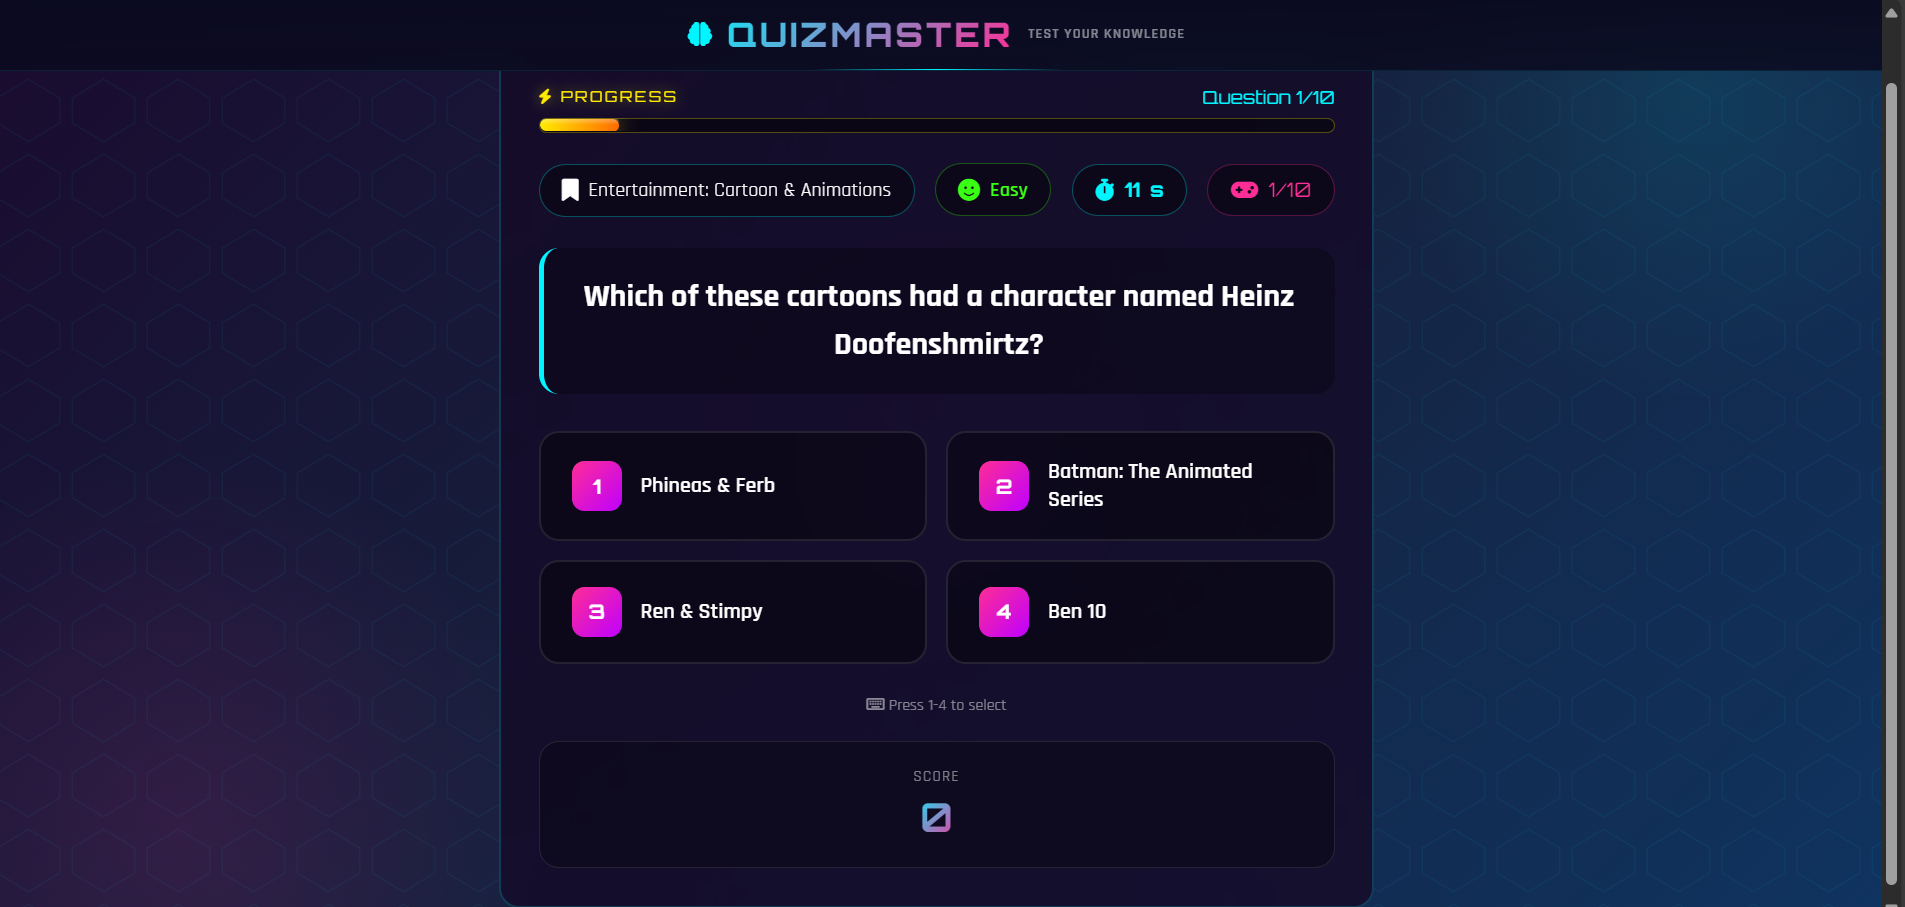 QUIZMASTER TEST YOUR KNOWLEDGE
PROGRESS Question 1/10
Entertainment: Cartoon & Animations Easy 11 s 1/10
Which of these cartoons had a character named Heinz
Doofenshmirtz?
1 Phineas & Ferb
2 Batman: The Animated
Series
3 Ren & Stimpy
4 Ben 10
Press 1-4 to select
SCORE
0